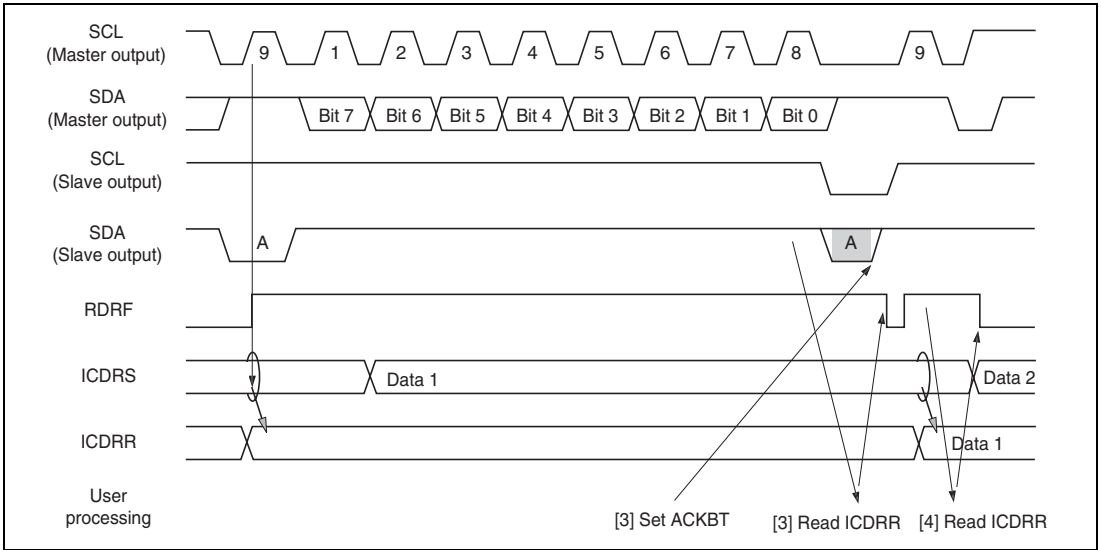 SCL
(Master output)
9 1 2 3 4 5 6 7 8 9
SDA
(Master output)
Bit 7 Bit 6 Bit 5 Bit 4 Bit 3 Bit 2 Bit 1 Bit 0
SCL
(Slave output)
SDA
(Slave output)
A A
RDRF
ICDRS
Data 1 Data 2
ICDRR
Data 1
User
processing
[3] Set ACKBT [3] Read ICDRR [4] Read ICDRR